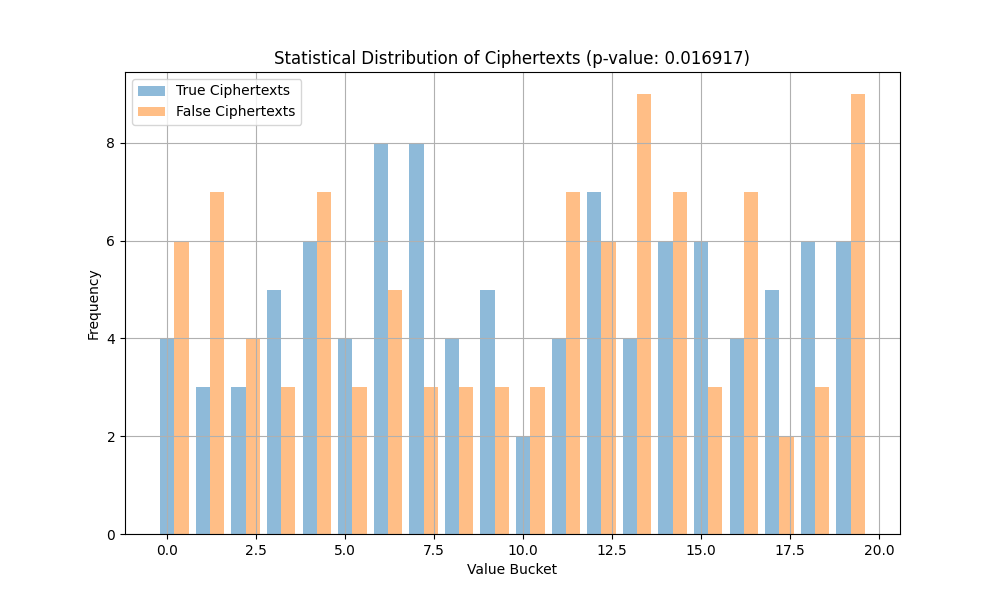 Statistical Distribution of Ciphertexts (p-value: 0.016917)
True Ciphertexts
False Ciphertexts
8
6
4
2
0
Frequency
0.0 2.5 5.0 7.5 10.0 12.5 15.0 17.5 20.0
Value Bucket